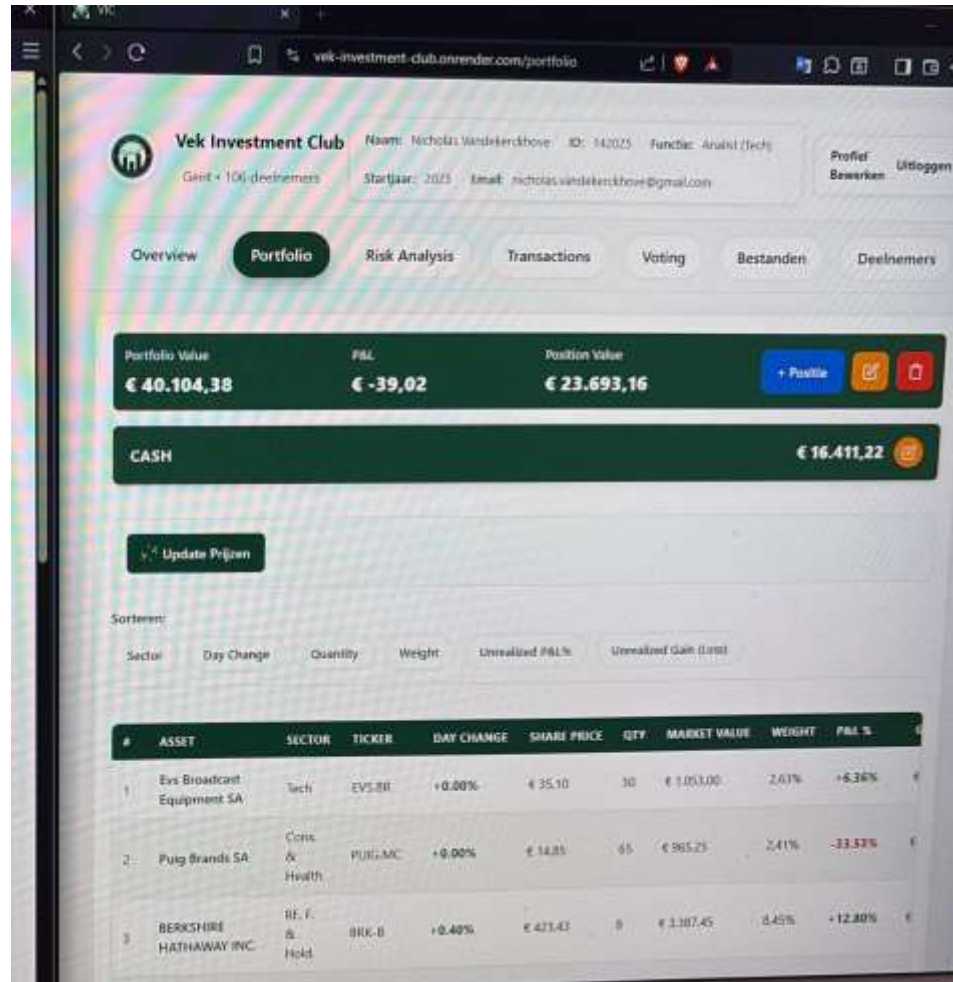 VIC
vek-investment-club.onrender.com/portfolio
Vek Investment Club
Gent • 106 deelnemers
Naam: Nicholas Vandekerckhove ID: 142025 Functie: Analist (Tech)
Startjaar: 2025 Email: nicholas.vandekerckhove@gmail.com
Profiel Bewerken
Uitloggen
Overview Portfolio Risk Analysis Transactions Voting Bestanden Deelnemers
Portfolio Value P&L Position Value
€ 40.104,38 € -39,02 € 23.693,16
+ Positie
CASH € 16.411,22
Update Prijzen
Sorteren:
Sector Day Change Quantity Weight Unrealized P&L% Unrealized Gain (Loss)
# ASSET SECTOR TICKER DAY CHANGE SHARE PRICE QTY MARKET VALUE WEIGHT P&L %
1 Evs Broadcast Equipment SA Tech EVS.BR +0.00% € 35,10 30 € 1.053,00 2,63% +6.36%
2 Puig Brands SA Cons. & Health PUIG.MC +0.00% € 14,85 65 € 965,25 2,41% -33.53%
3 BERKSHIRE HATHAWAY INC. RE, F. & Hold. BRK-B +0.40% € 423,43 8 € 3.387,45 8,45% +12.80%